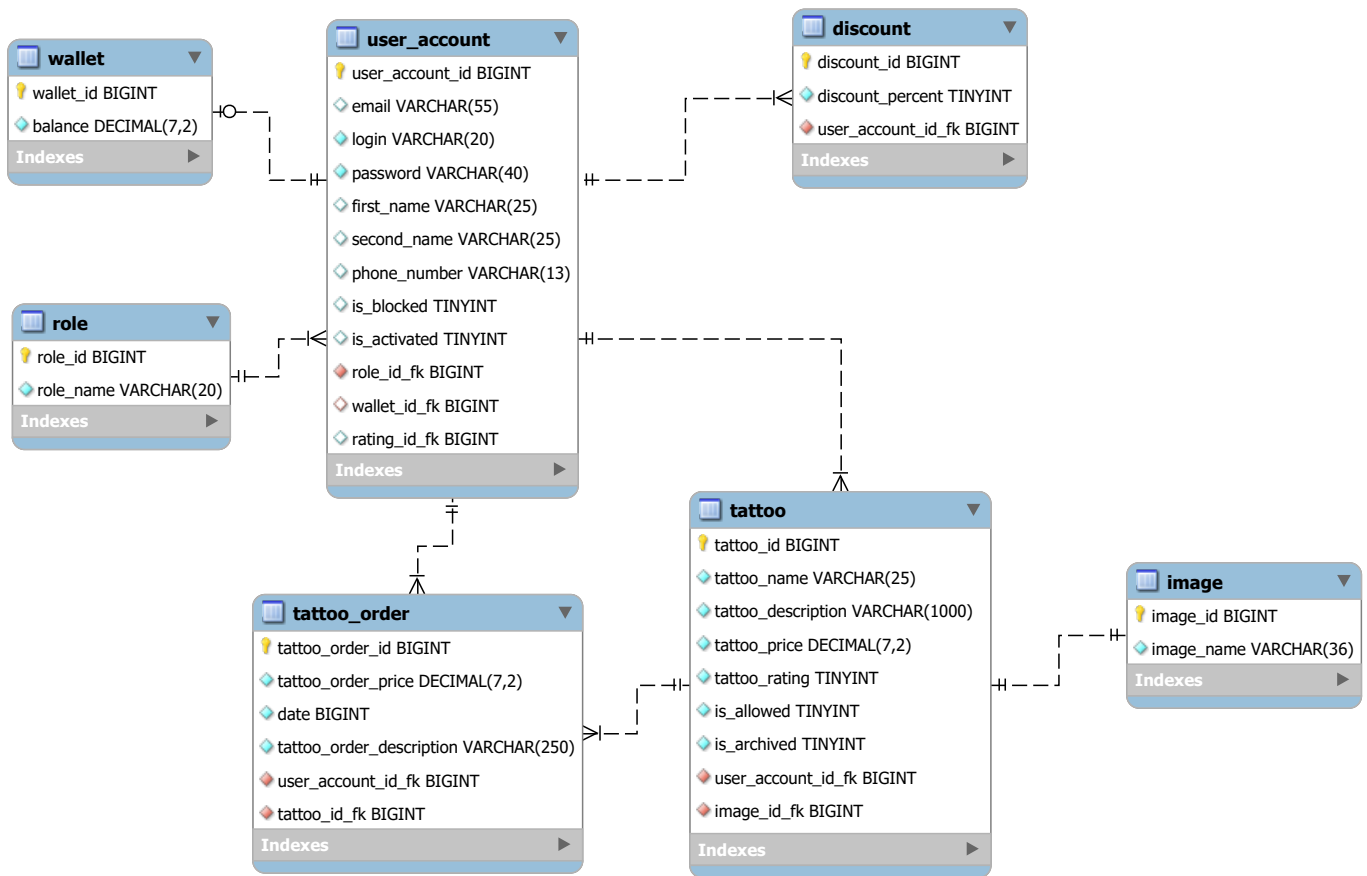 wallet
wallet_id BIGINT
balance DECIMAL(7,2)
Indexes
user_account
user_account_id BIGINT
email VARCHAR(55)
login VARCHAR(20)
password VARCHAR(40)
first_name VARCHAR(25)
second_name VARCHAR(25)
phone_number VARCHAR(13)
is_blocked TINYINT
is_activated TINYINT
role_id_fk BIGINT
wallet_id_fk BIGINT
rating_id_fk BIGINT
Indexes
discount
discount_id BIGINT
discount_percent TINYINT
user_account_id_fk BIGINT
Indexes
role
role_id BIGINT
role_name VARCHAR(20)
Indexes
tattoo_order
tattoo_order_id BIGINT
tattoo_order_price DECIMAL(7,2)
date BIGINT
tattoo_order_description VARCHAR(250)
user_account_id_fk BIGINT
tattoo_id_fk BIGINT
Indexes
tattoo
tattoo_id BIGINT
tattoo_name VARCHAR(25)
tattoo_description VARCHAR(1000)
tattoo_price DECIMAL(7,2)
tattoo_rating TINYINT
is_allowed TINYINT
is_archived TINYINT
user_account_id_fk BIGINT
image_id_fk BIGINT
Indexes
image
image_id BIGINT
image_name VARCHAR(36)
Indexes